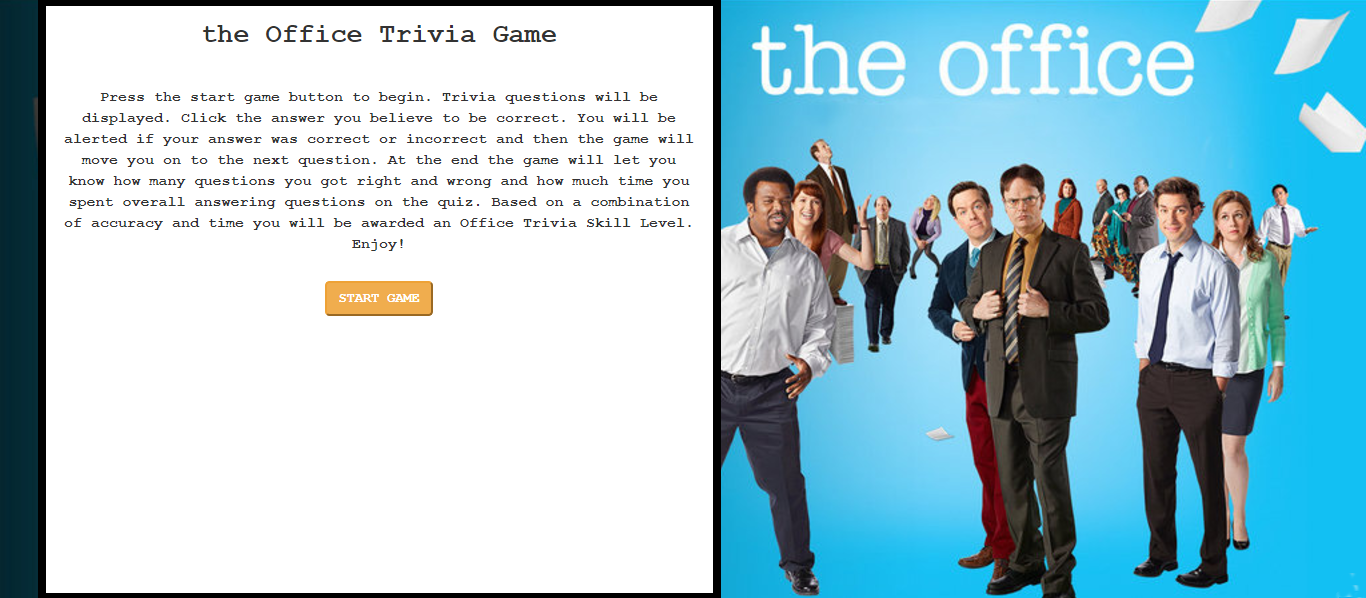 the Office Trivia Game
Press the start game button to begin. Trivia questions will be
displayed. Click the answer you believe to be correct. You will be
alerted if your answer was correct or incorrect and then the game will
move you on to the next question. At the end the game will let you
know how many questions you got right and wrong and how much time you
spent overall answering questions on the quiz. Based on a combination
of accuracy and time you will be awarded an Office Trivia Skill Level.
Enjoy!
START GAME
the office